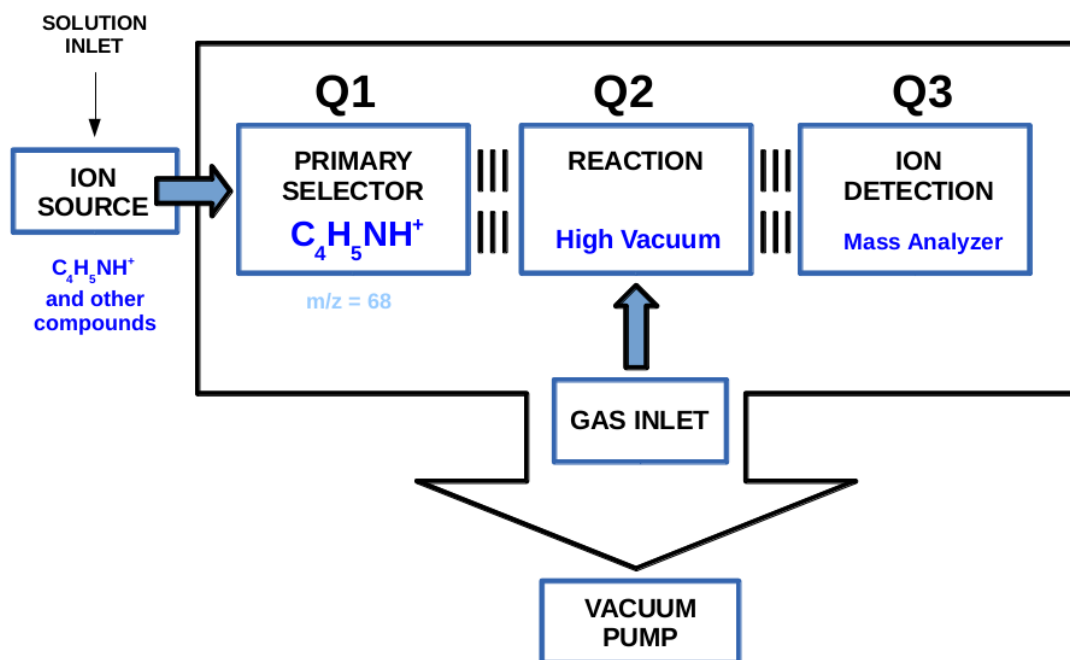 SOLUTION
INLET
Q1
Q2
Q3
ION
SOURCE
PRIMARY
SELECTOR
C₄H₅NH⁺
REACTION
High Vacuum
ION
DETECTION
Mass Analyzer
C₄H₅NH⁺
and other
compounds
m/z = 68
GAS INLET
VACUUM
PUMP